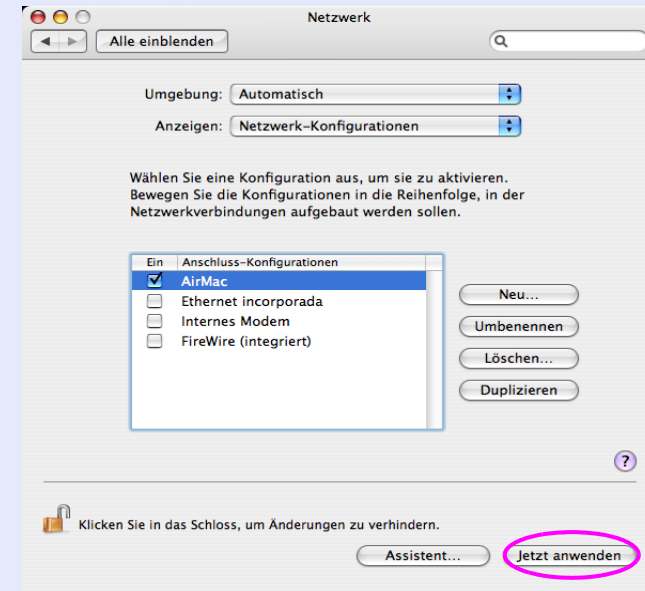 Netzwerk
Alle einblenden
Umgebung: Automatisch
Anzeigen: Netzwerk-Konfigurationen
Wählen Sie eine Konfiguration aus, um sie zu aktivieren.
Bewegen Sie die Konfigurationen in die Reihenfolge, in der
Netzwerkverbindungen aufgebaut werden sollen.
Ein Anschluss-Konfigurationen
AirMac
Ethernet incorporada
Internes Modem
FireWire (integriert)
Neu...
Umbenennen
Löschen...
Duplizieren
?
Klicken Sie in das Schloss, um Änderungen zu verhindern.
Assistent... Jetzt anwenden